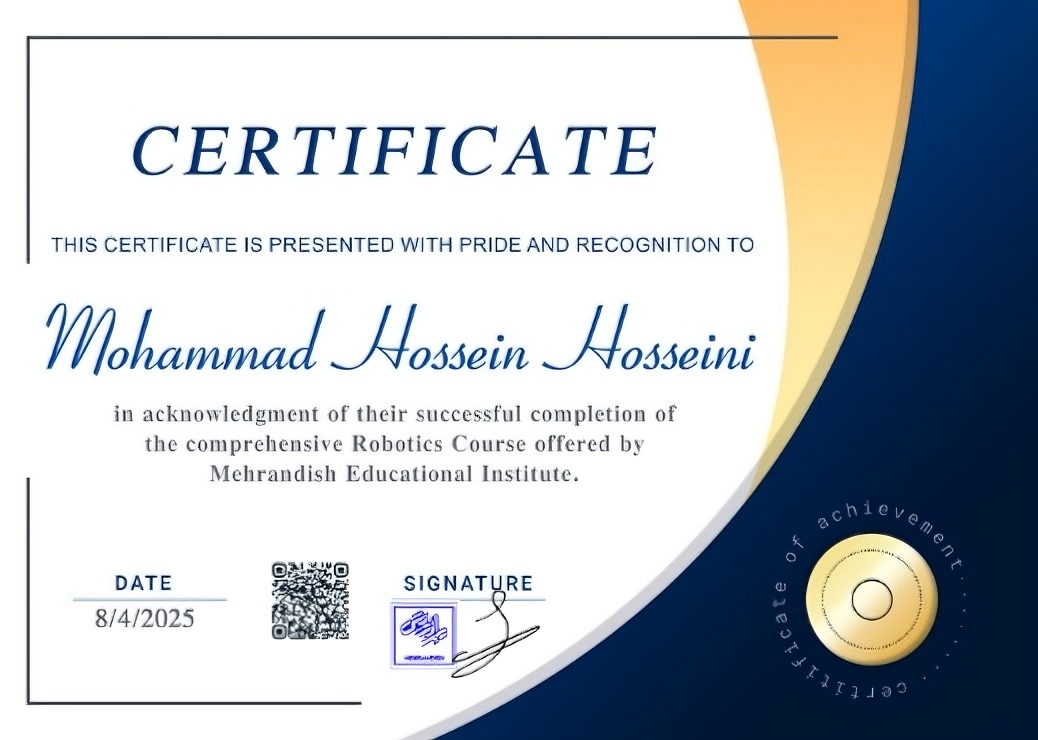 CERTIFICATE
THIS CERTIFICATE IS PRESENTED WITH PRIDE AND RECOGNITION TO
Mohammad Hossein Hosseini
in acknowledgment of their successful completion of
the comprehensive Robotics Course offered by
Mehrandish Educational Institute.
DATE
8/4/2025
SIGNATURE
certificate of achievement